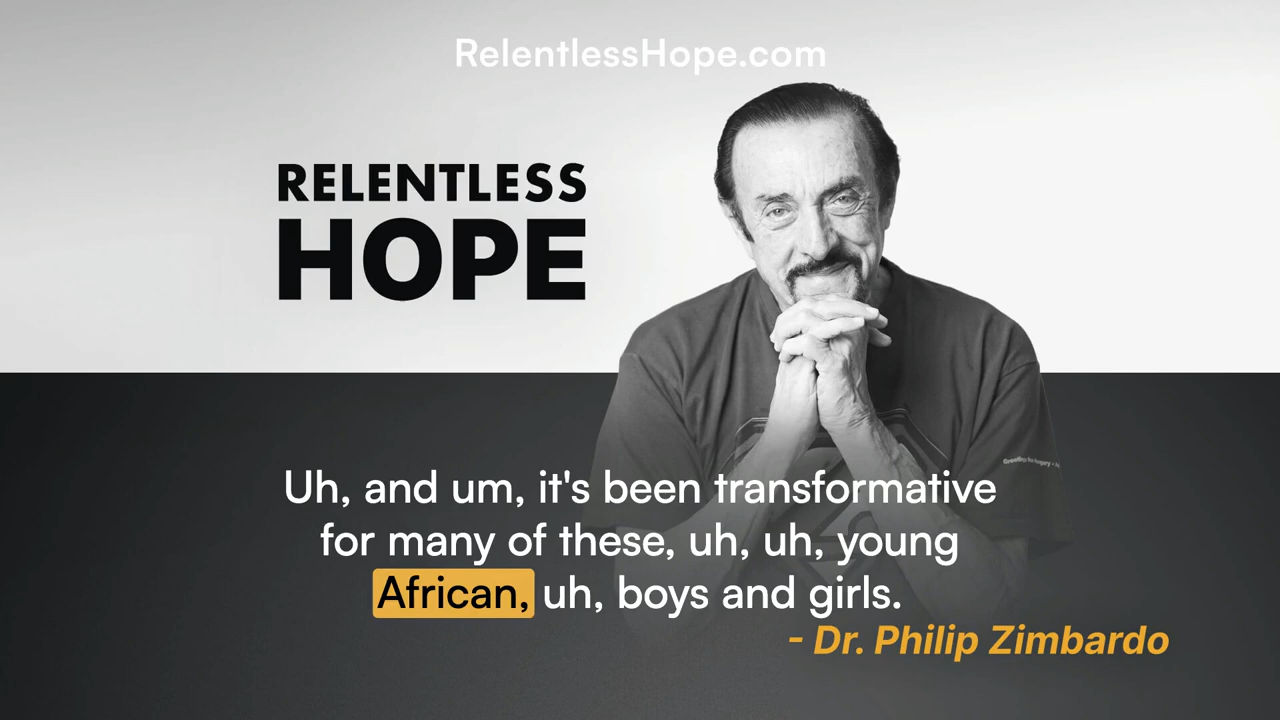 RelentlessHope.com
RELENTLESS
HOPE
Uh, and um, it's been transformative
for many of these, uh, uh, young
African, uh, boys and girls.
- Dr. Philip Zimbardo